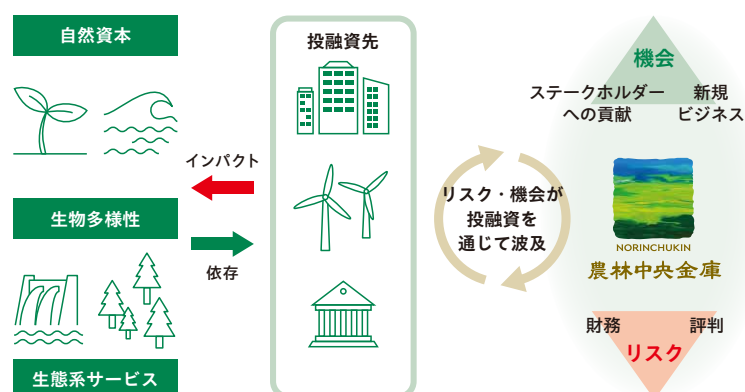 自然資本
生物多様性
生態系サービス
インパクト
依存
投融資先
リスク・機会が
投融資を
通じて波及
機会
ステークホルダー
への貢献
新規
ビジネス
NORINCHUKIN
農林中央金庫
財務
評判
リスク